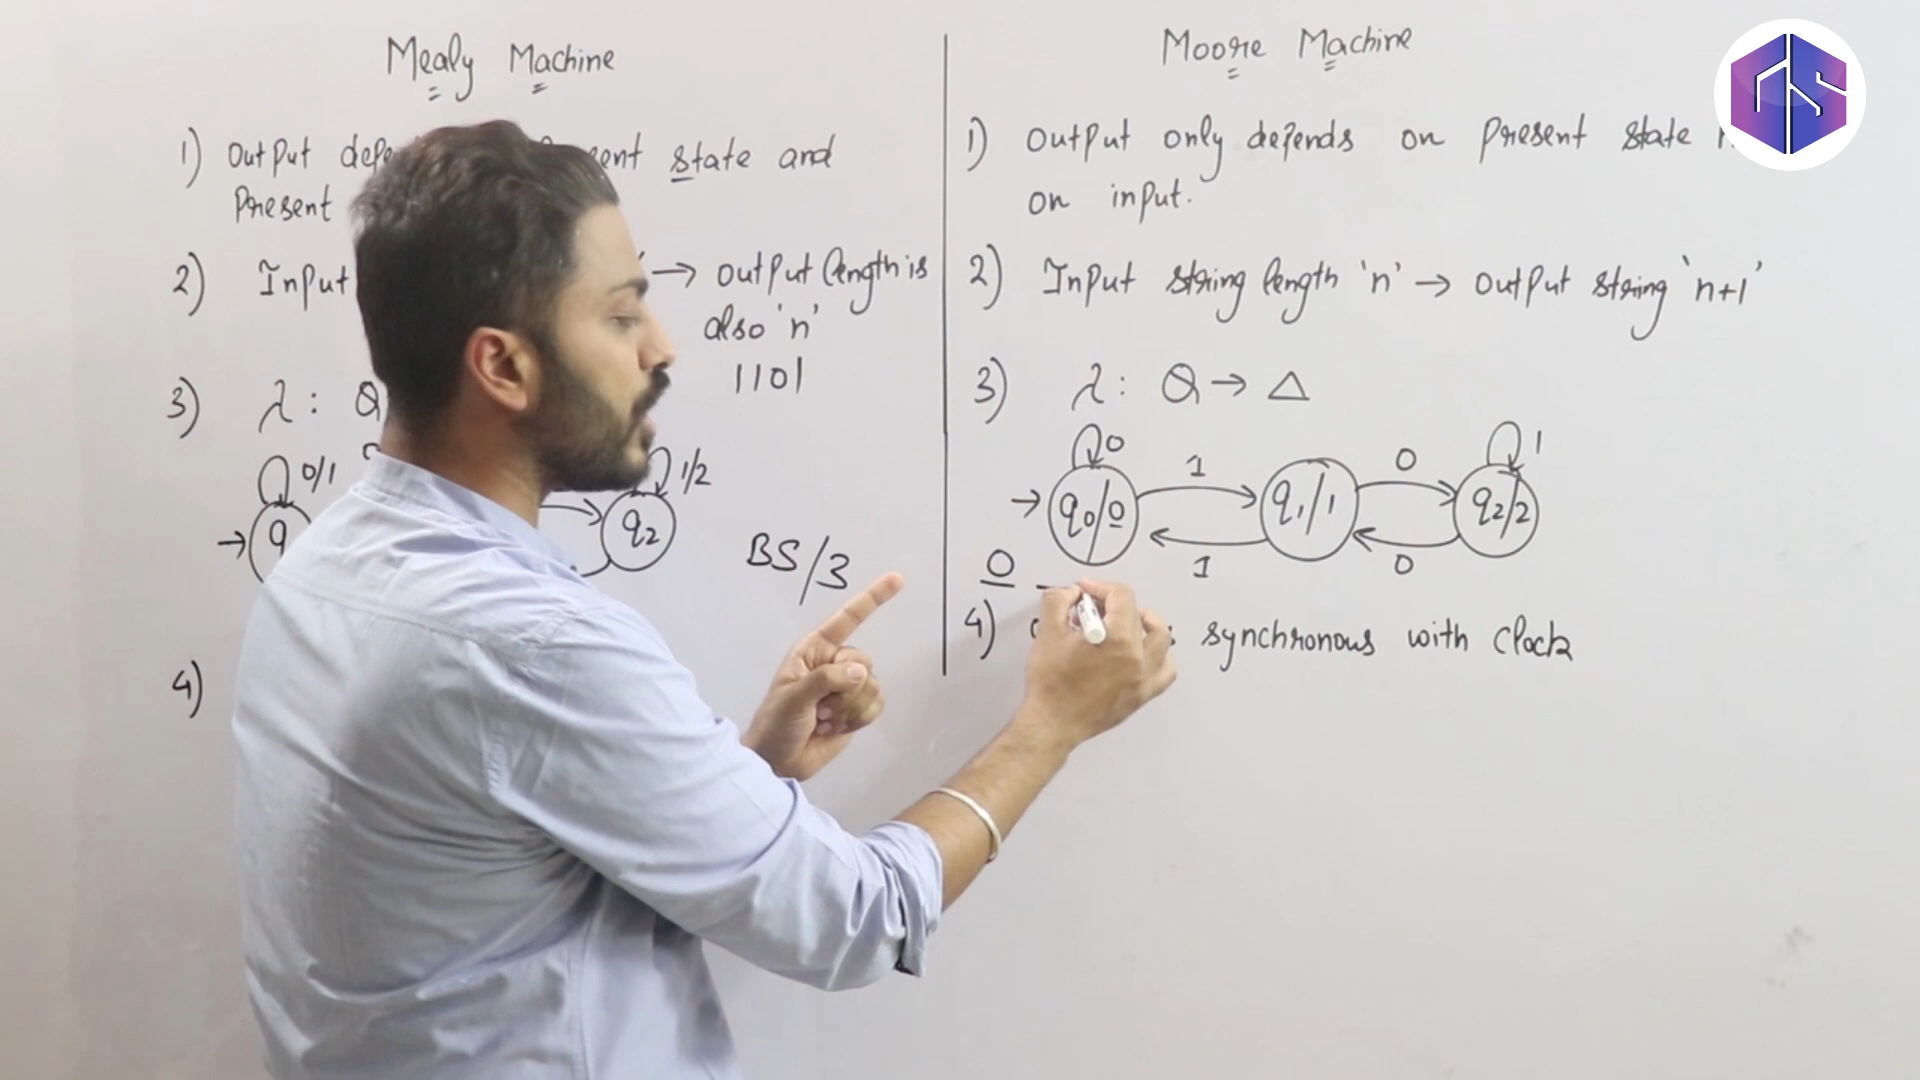 Mealy Machine
1) Output state and
Present
2) Input → output length is
also 'n'
1101
3) λ : Q
0/1
1/2
→ q
q2
BS/3
4)
Moore Machine
1) Output only depends on Present state
on input.
2) Input string length 'n' → output string 'n+1'
3) λ : Q → Δ
0
1
0
1
→ q0/0
q1/1
q2/2
1
0
0
4) synchronous with clock